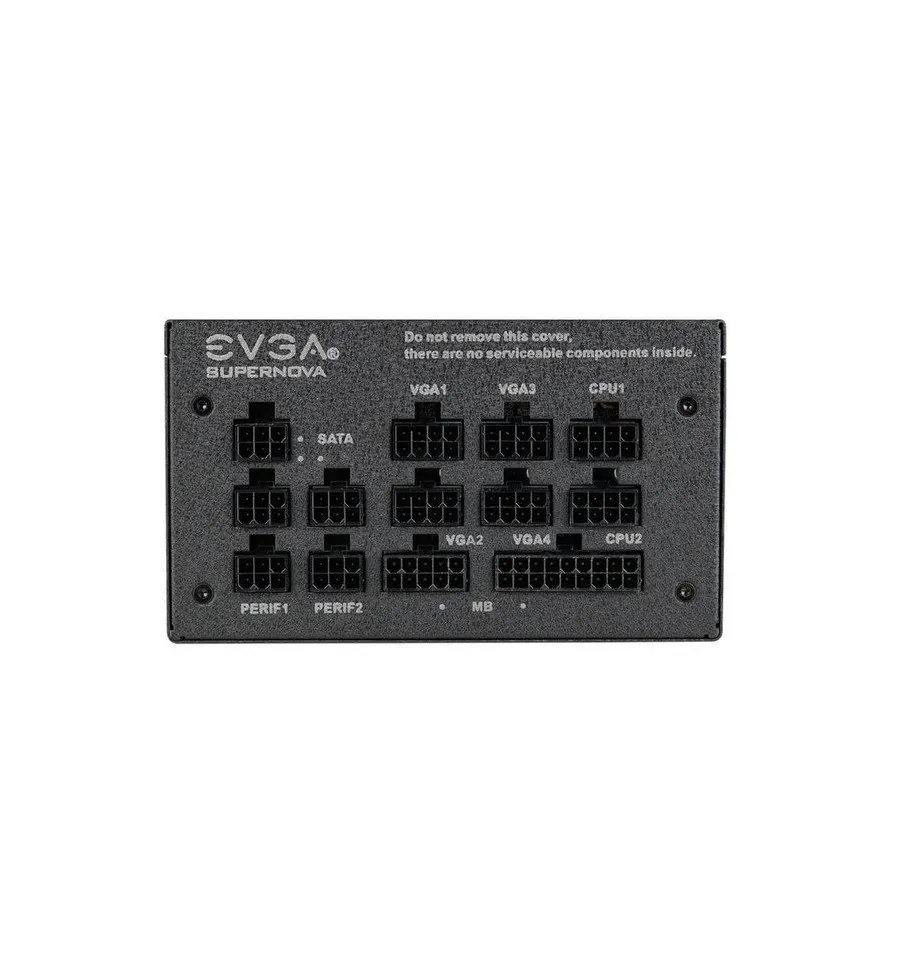 EVGA®
SUPERNOVA
Do not remove this cover,
there are no serviceable components inside.
VGA1 VGA3 CPU1
SATA
VGA2 VGA4 CPU2
PERIF1 PERIF2 MB